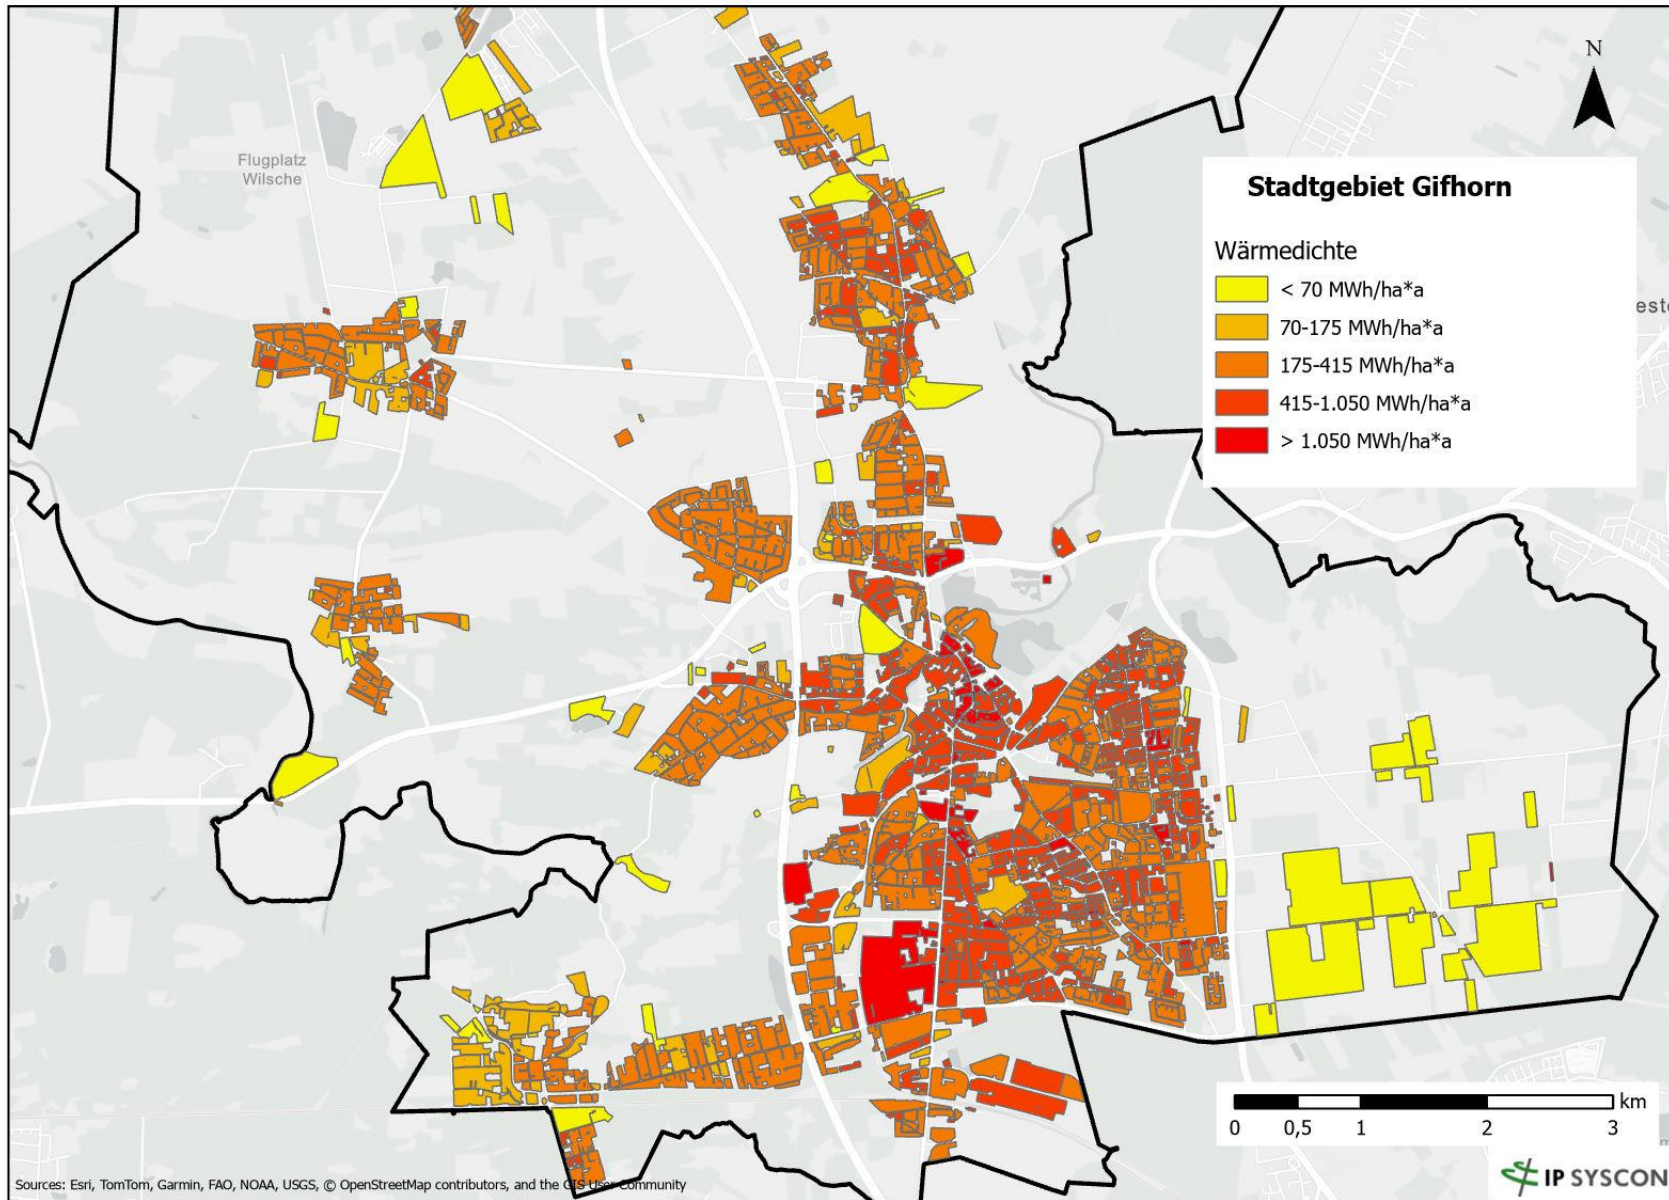 N
Flugplatz
Wilsche
Stadtgebiet Gifhorn
Wärmedichte
< 70 MWh/ha*a
70-175 MWh/ha*a
175-415 MWh/ha*a
415-1.050 MWh/ha*a
> 1.050 MWh/ha*a
km
0 0,5 1 2 3
Sources: Esri, TomTom, Garmin, FAO, NOAA, USGS, © OpenStreetMap contributors, and the GIS User Community
IP SYSCON